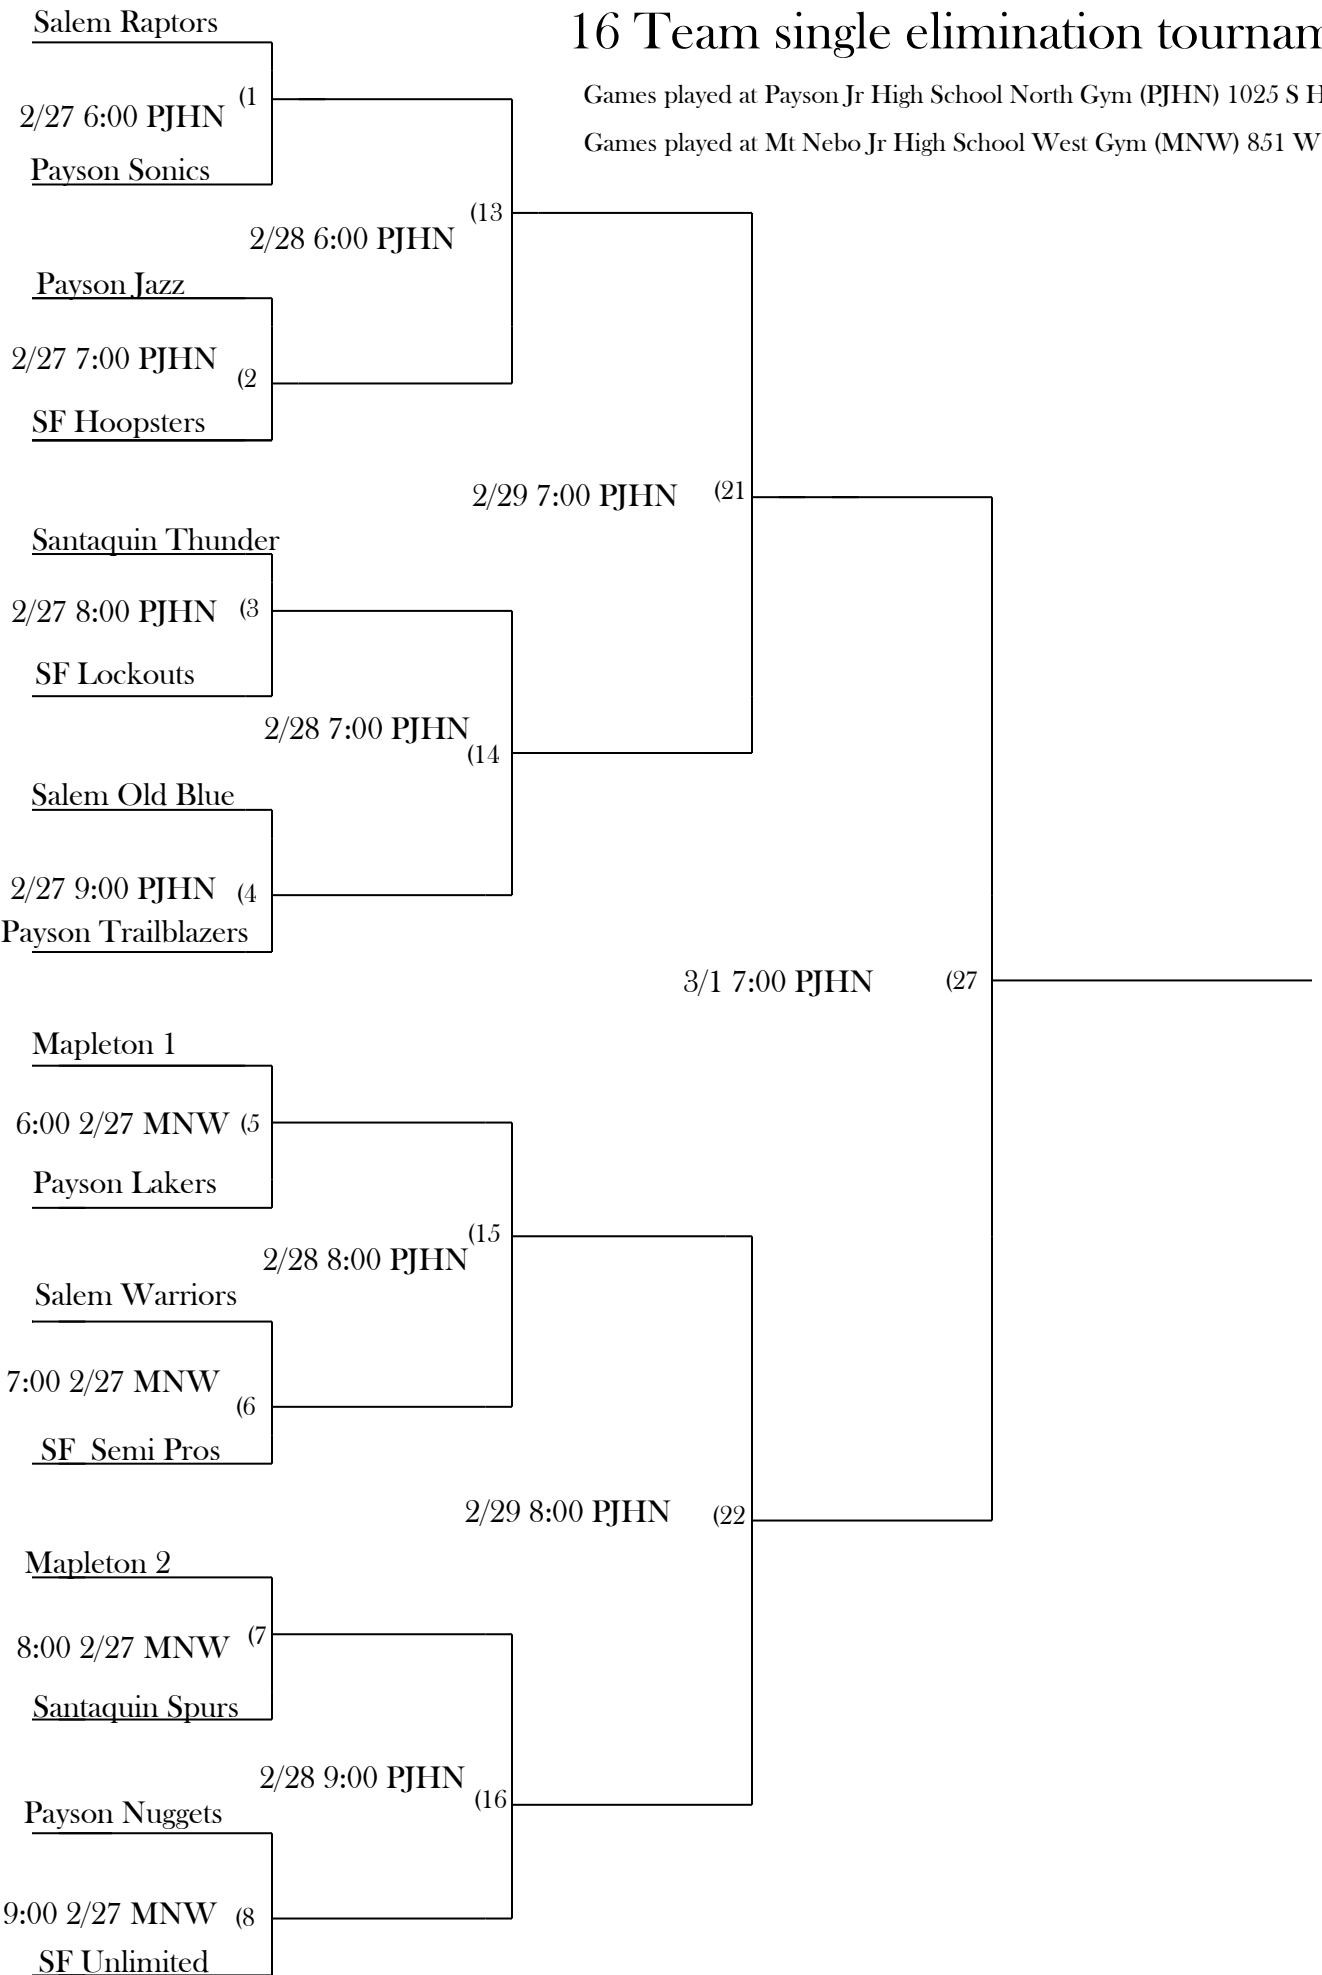 Salem Raptors
16 Team single elimination tournam
Games played at Payson Jr High School North Gym (PJHN) 1025 S H
(1
2/27 6:00 PJHN
Games played at Mt Nebo Jr High School West Gym (MNW) 851 W
Payson Sonics
(13
2/28 6:00 PJHN
Payson Jazz
2/27 7:00 PJHN
(2
SF Hoopsters
2/29 7:00 PJHN (21
Santaquin Thunder
2/27 8:00 PJHN (3
SF Lockouts
2/28 7:00 PJHN
(14
Salem Old Blue
2/27 9:00 PJHN (4
Payson Trailblazers
3/1 7:00 PJHN (27
Mapleton 1
6:00 2/27 MNW (5
Payson Lakers
(15
2/28 8:00 PJHN
Salem Warriors
7:00 2/27 MNW
(6
SF  Semi Pros
2/29 8:00 PJHN (22
Mapleton 2
(7
8:00 2/27 MNW
Santaquin Spurs
2/28 9:00 PJHN
(16
Payson Nuggets
9:00 2/27 MNW (8
SF Unlimited